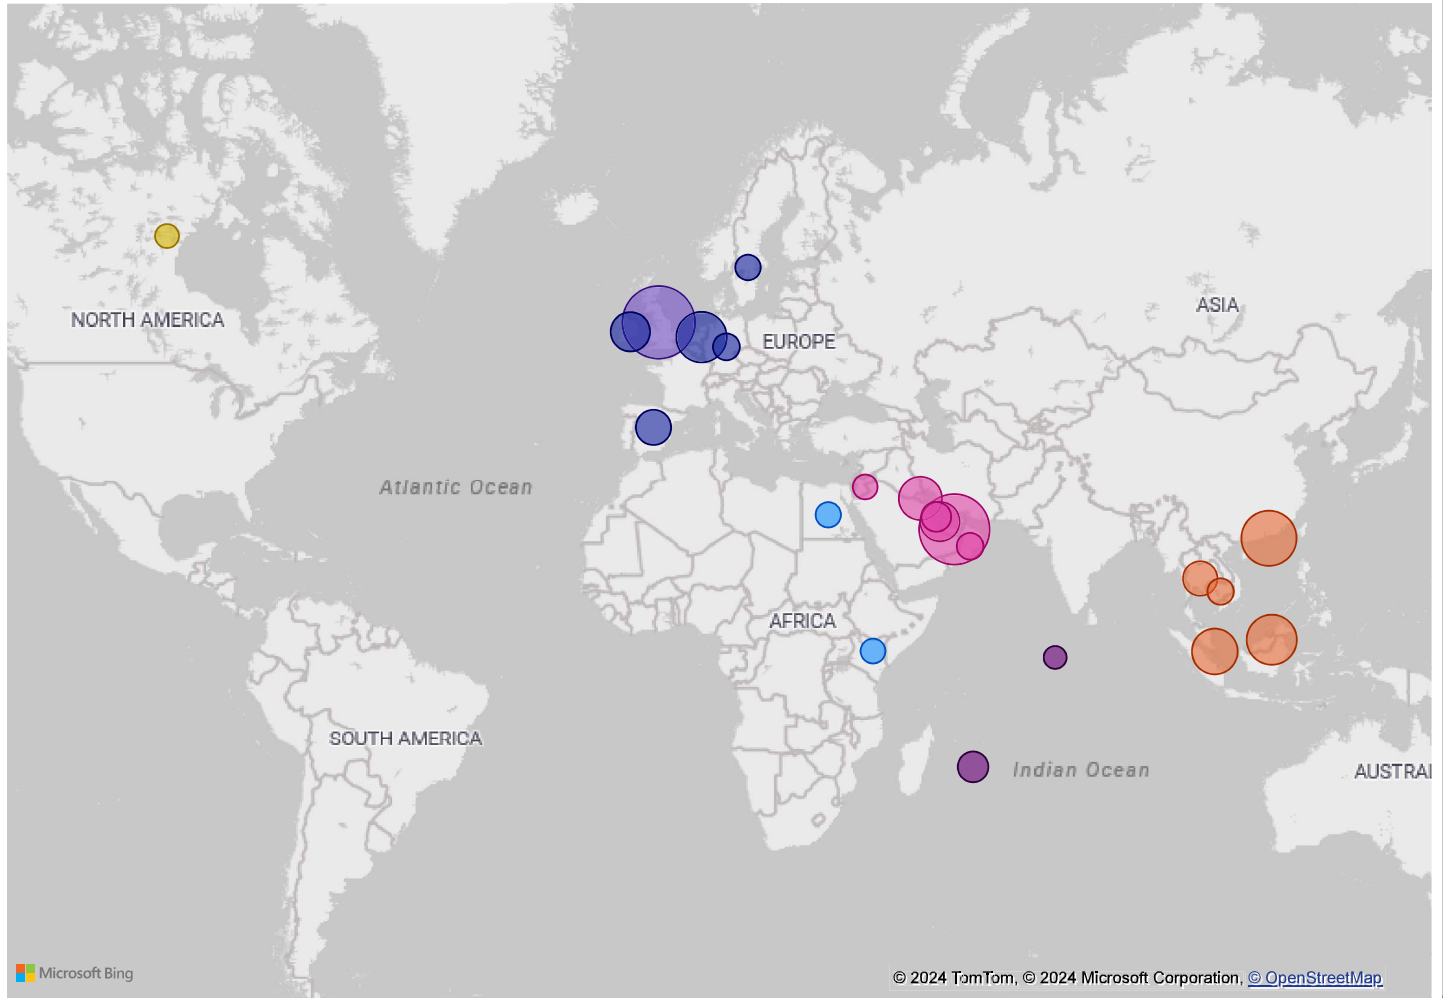 ASIA
NORTH AMERICA
EUROPE
Atlantic Ocean
AFRICA
SOUTH AMERICA
Indian Ocean
AUSTRAL
Microsoft Bing
© 2024 TomTom, © 2024 Microsoft Corporation, © OpenStreetMap